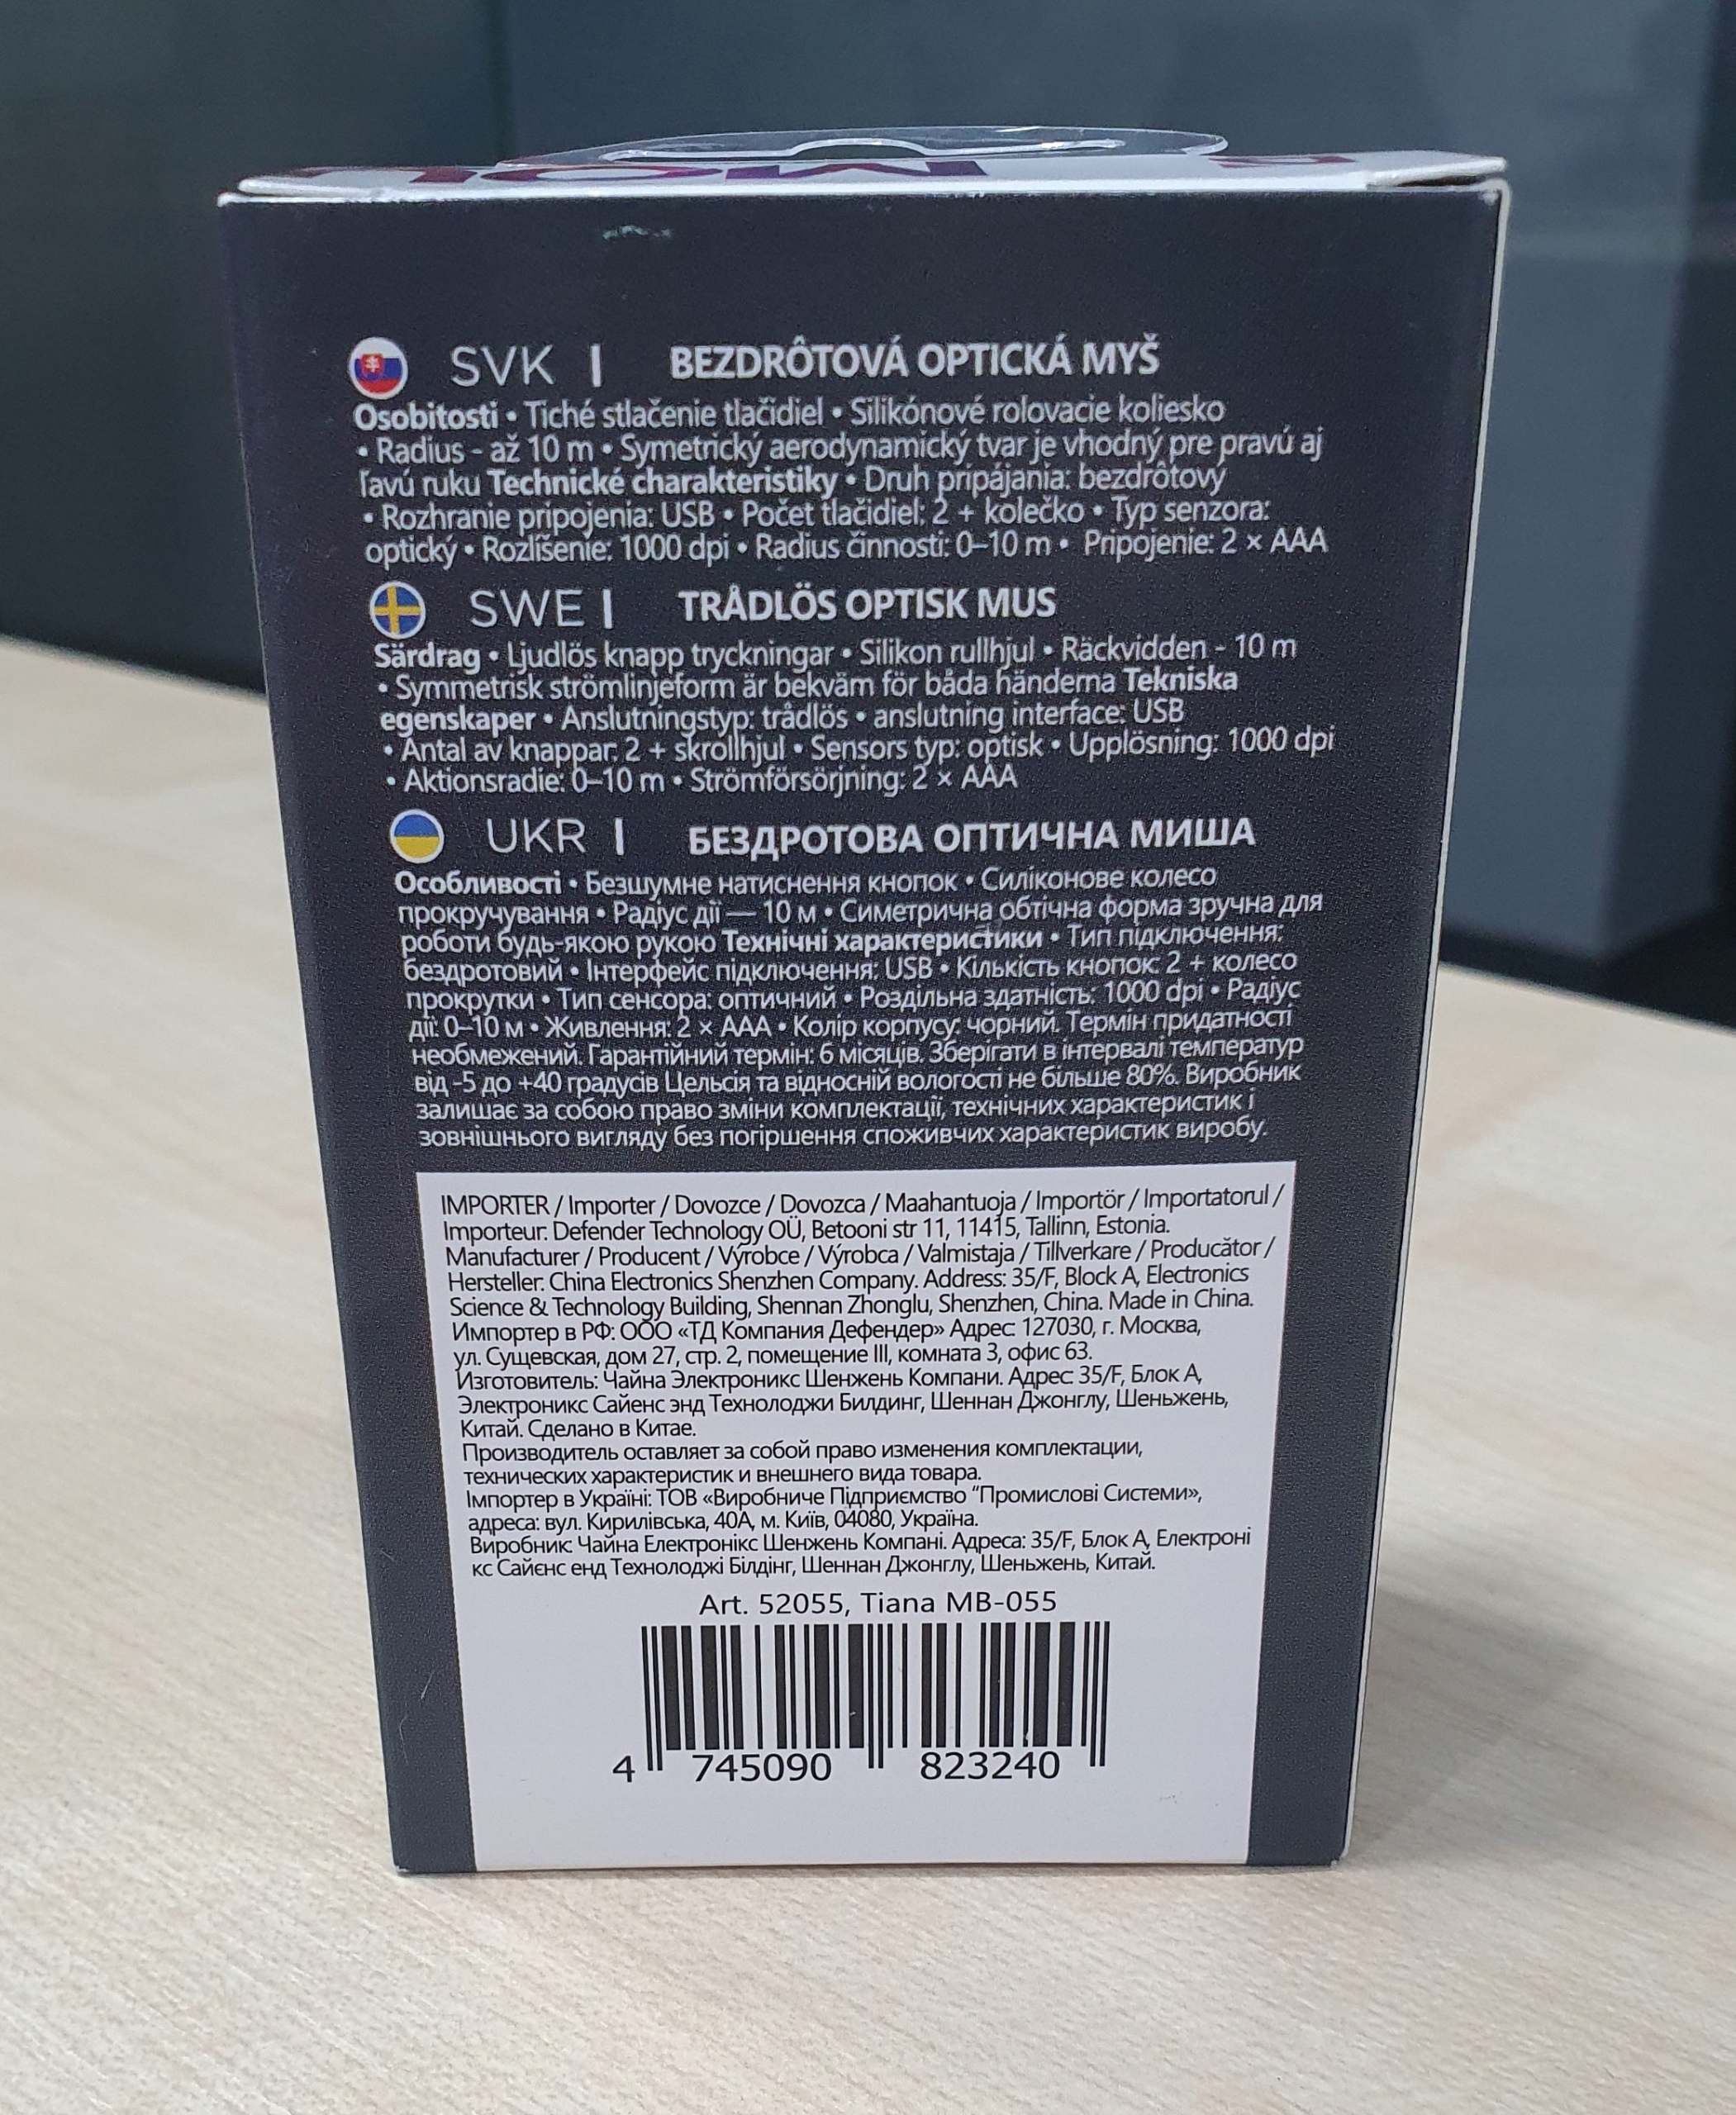 MOU
SVK | BEZDRÔTOVÁ OPTICKÁ MYŠ
Osobitosti • Tiché stlačenie tlačidiel • Silikónové rolovacie koliesko
• Radius - až 10 m • Symetrický aerodynamický tvar je vhodný pre pravú aj
ľavú ruku Technické charakteristiky • Druh pripájania: bezdrôtový
• Rozhranie pripojenia: USB • Počet tlačidiel: 2 + kolečko • Typ senzora:
optický • Rozlíšenie: 1000 dpi • Radius činnosti: 0–10 m • Pripojenie: 2 × AAA
SWE | TRÅDLÖS OPTISK MUS
Särdrag • Ljudlös knapp tryckningar • Silikon rullhjul • Räckvidden - 10 m
• Symmetrisk strömlinjeform är bekväm för båda händerna Tekniska
egenskaper • Anslutningstyp: trådlös • anslutning interface: USB
• Antal av knappar: 2 + skrollhjul • Sensors typ: optisk • Upplösning: 1000 dpi
• Aktionsradie: 0–10 m • Strömförsörjning: 2 × AAA
UKR | БЕЗДРОТОВА ОПТИЧНА МИША
Особливості • Безшумне натиснення кнопок • Силіконове колесо
прокручування • Радіус дії — 10 м • Симетрична обтічна форма зручна для
роботи будь-якою рукою Технічні характеристики • Тип підключення:
бездротовий • Інтерфейс підключення: USB • Кількість кнопок: 2 + колесо
прокрутки • Тип сенсора: оптичний • Роздільна здатність: 1000 dpi • Радіус
дії: 0–10 м • Живлення: 2 × AAA • Колір корпусу: чорний. Термін придатності
необмежений. Гарантійний термін: 6 місяців. Зберігати в інтервалі температур
від -5 до +40 градусів Цельсія та відносній вологості не більше 80%. Виробник
залишає за собою право зміни комплектації, технічних характеристик і
зовнішнього вигляду без погіршення споживчих характеристик виробу.
IMPORTER / Importer / Dovozce / Dovozca / Maahantuoja / Importör / Importatorul /
Importeur: Defender Technology OÜ, Betooni str 11, 11415, Tallinn, Estonia.
Manufacturer / Producent / Výrobce / Výrobca / Valmistaja / Tillverkare / Producător /
Hersteller: China Electronics Shenzhen Company. Address: 35/F, Block A, Electronics
Science & Technology Building, Shennan Zhonglu, Shenzhen, China. Made in China.
Импортер в РФ: ООО «ТД Компания Дефендер» Адрес: 127030, г. Москва,
ул. Сущевская, дом 27, стр. 2, помещение III, комната 3, офис 63.
Изготовитель: Чайна Электроникс Шенжень Компани. Адрес: 35/F, Блок А,
Электроникс Сайенс энд Технолоджи Билдинг, Шеннан Джонглу, Шеньжень,
Китай. Сделано в Китае.
Производитель оставляет за собой право изменения комплектации,
технических характеристик и внешнего вида товара.
Імпортер в Україні: ТОВ «Виробниче Підприємство "Промислові Системи»,
адреса: вул. Кирилівська, 40А, м. Київ, 04080, Україна.
Виробник: Чайна Електронікс Шенжень Компані. Адреса: 35/F, Блок А, Електроні
кс Сайєнс енд Технолоджі Білдінг, Шеннан Джонглу, Шеньжень, Китай.
Art. 52055, Tiana MB-055
4 745090 823240